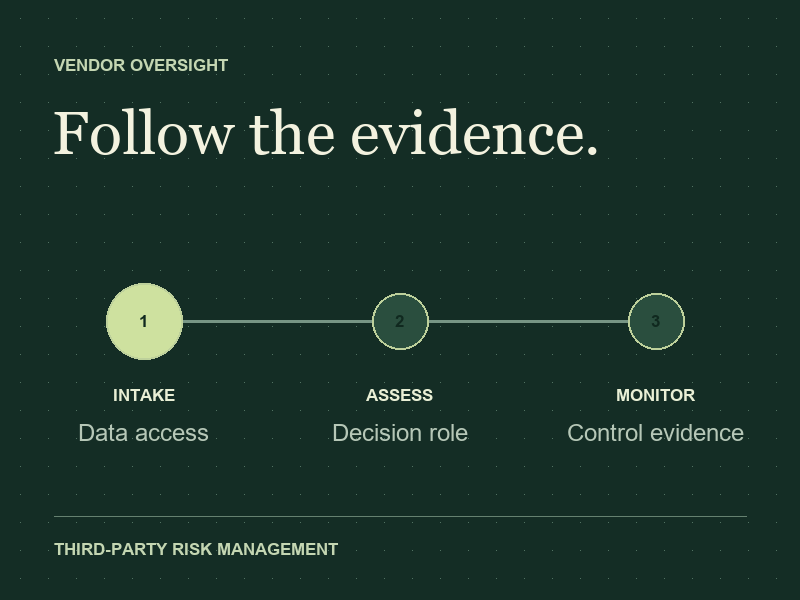 VENDOR OVERSIGHT
Follow the evidence.
1 2 3
INTAKE ASSESS MONITOR
Data access Decision role Control evidence
THIRD-PARTY RISK MANAGEMENT